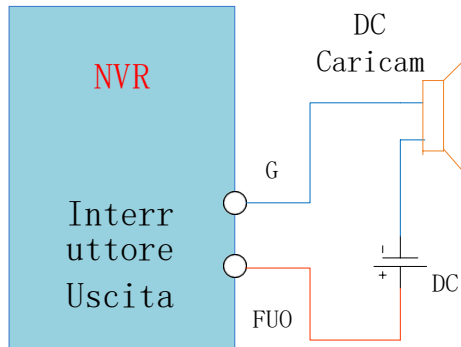 DC
Caricam
NVR
G
Interr
uttore
Uscita
-
+
DC
FUO